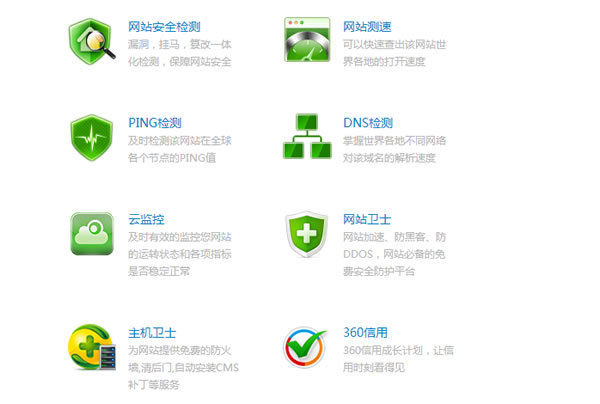 网站安全检测
漏洞，挂马，篡改一体
化检测，保障网站安全
网站测速
可以快速查出该网站世
界各地的打开速度
PING检测
及时检测该网站在全球
各个节点的PING值
DNS检测
掌握世界各地不同网络
对该域名的解析速度
云监控
及时有效的监控您网站
的运转状态和各项指标
是否稳定正常
网站卫士
网站加速、防黑客、防
DDOS，网站必备的免
费安全防护平台
主机卫士
为网站提供免费的防火
墙,清后门,自动安装CMS
补丁等服务
360信用
360信用成长计划，让信
用时刻看得见